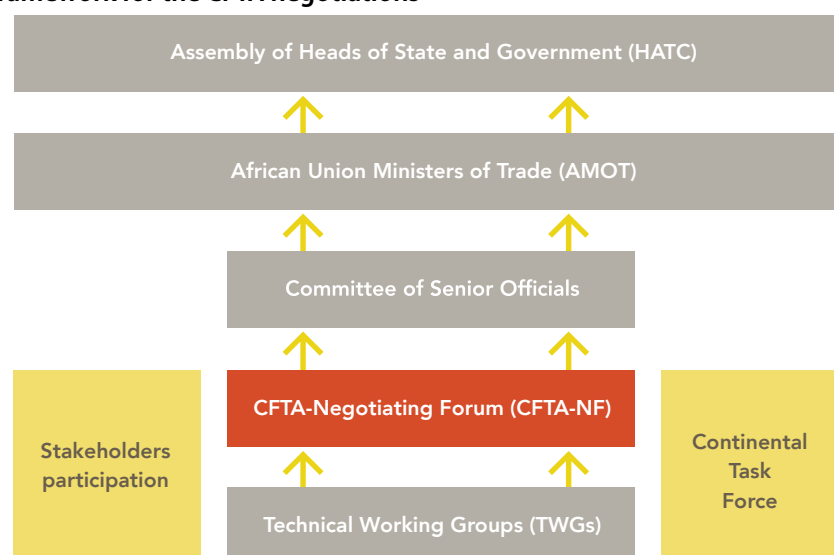 Assembly of Heads of State and Government (HATC)
African Union Ministers of Trade (AMOT)
Committee of Senior Officials
CFTA-Negotiating Forum (CFTA-NF)
Stakeholders
participation
Continental
Task
Force
Technical Working Groups (TWGs)